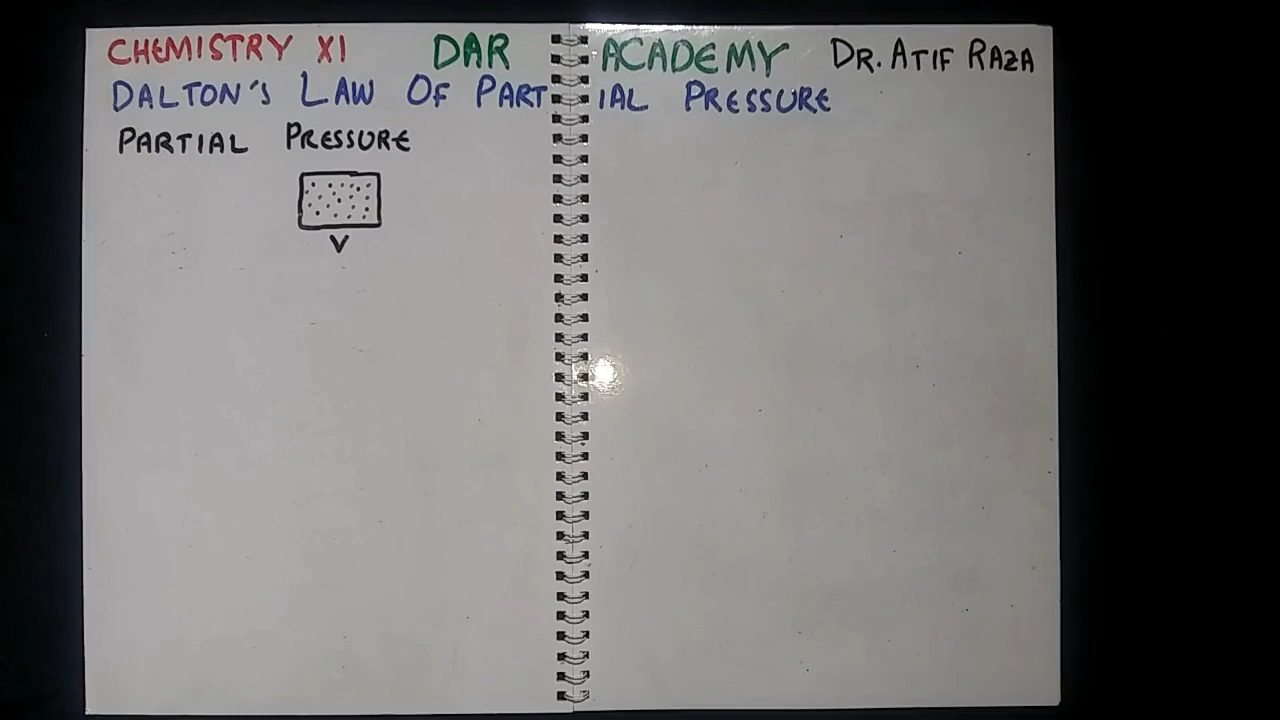 CHEMISTRY XI DAR ACADEMY DR. ATIF RAZA
DALTON'S LAW OF PARTIAL PRESSURE
PARTIAL PRESSURE
V